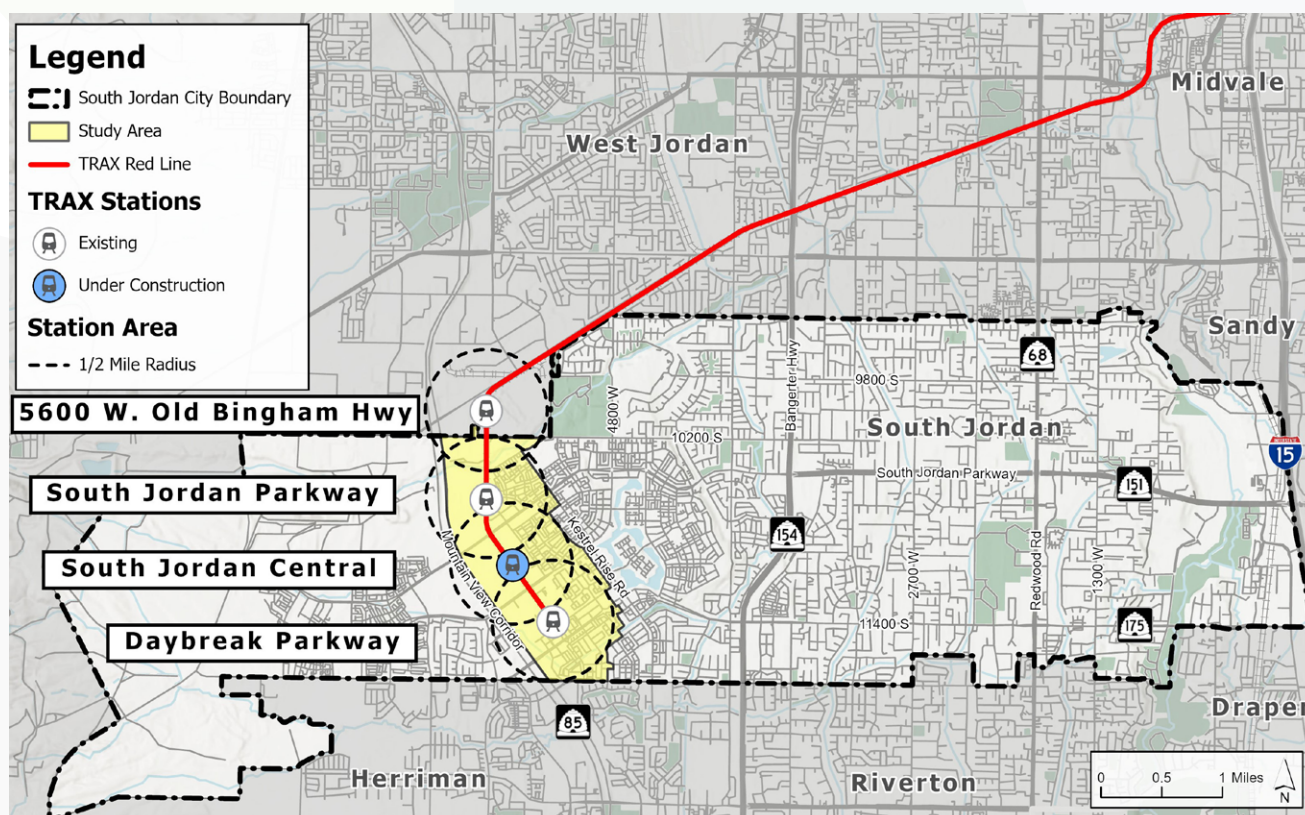 Legend
South Jordan City Boundary
Study Area
TRAX Red Line
TRAX Stations
Existing
Under Construction
Station Area
1/2 Mile Radius
Midvale
West Jordan
Sandy
68
9800 S
5600 W. Old Bingham Hwy
4800 W
Bangerter Hwy
10200 S
South Jordan
15
South Jordan Parkway
South Jordan Parkway
151
154
Kestrel Rise Rd
Mountain View Corridor
South Jordan Central
2700 W
Redwood Rd
1300 W
11400 S
175
Daybreak Parkway
85
Draper
Herriman
Riverton
0 0.5 1 Miles
N